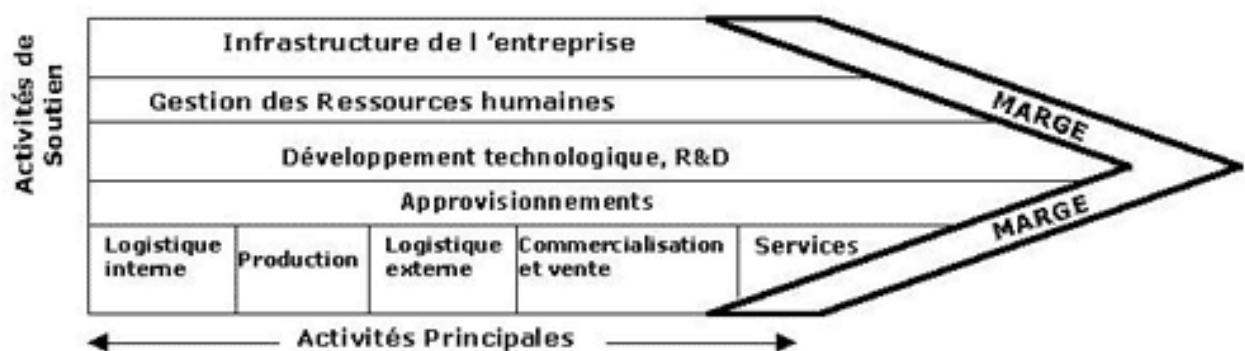 Activités de
Soutien
Infrastructure de l ’entreprise
Gestion des Ressources humaines
Développement technologique, R&D
Approvisionnements
Logistique
interne
Production
Logistique
externe
Commercialisation
et vente
Services
MARGE
MARGE
Activités Principales